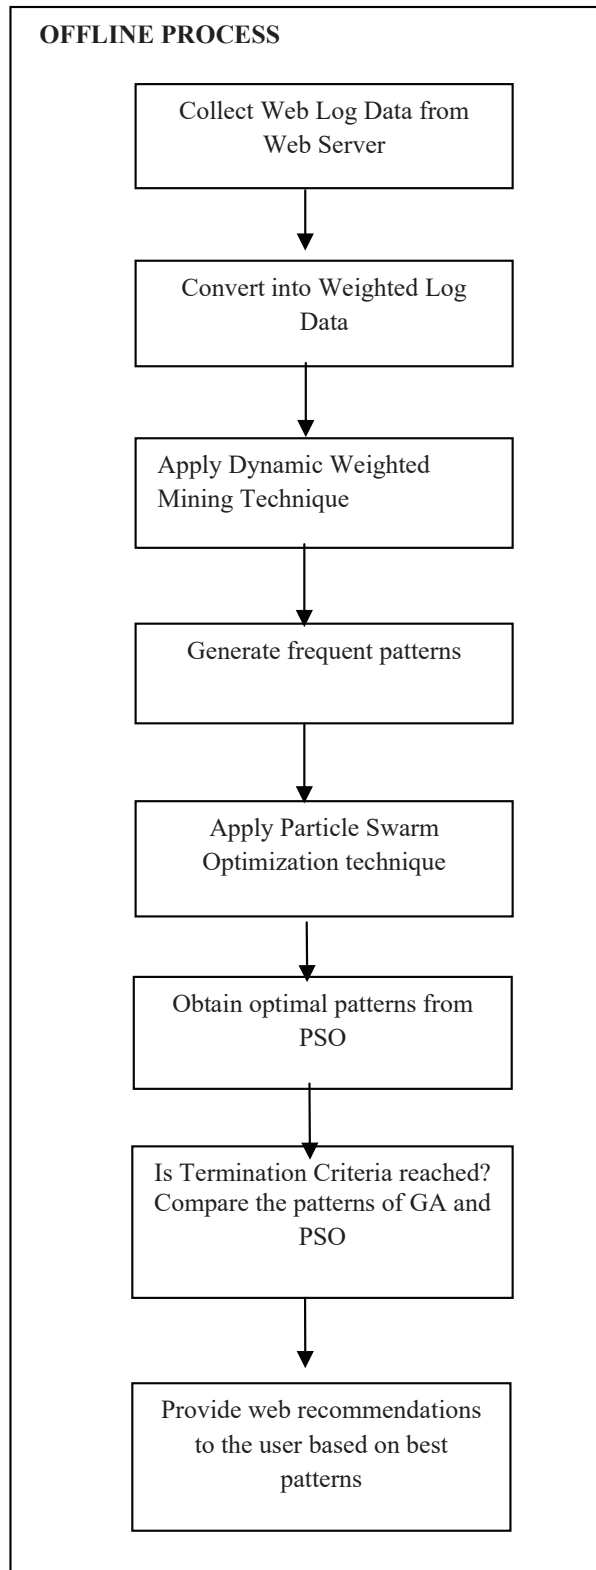 OFFLINE PROCESS
Collect Web Log Data from
Web Server
Convert into Weighted Log
Data
Apply Dynamic Weighted
Mining Technique
Generate frequent patterns
Apply Particle Swarm
Optimization technique
Obtain optimal patterns from
PSO
Is Termination Criteria reached?
Compare the patterns of GA and
PSO
Provide web recommendations
to the user based on best
patterns